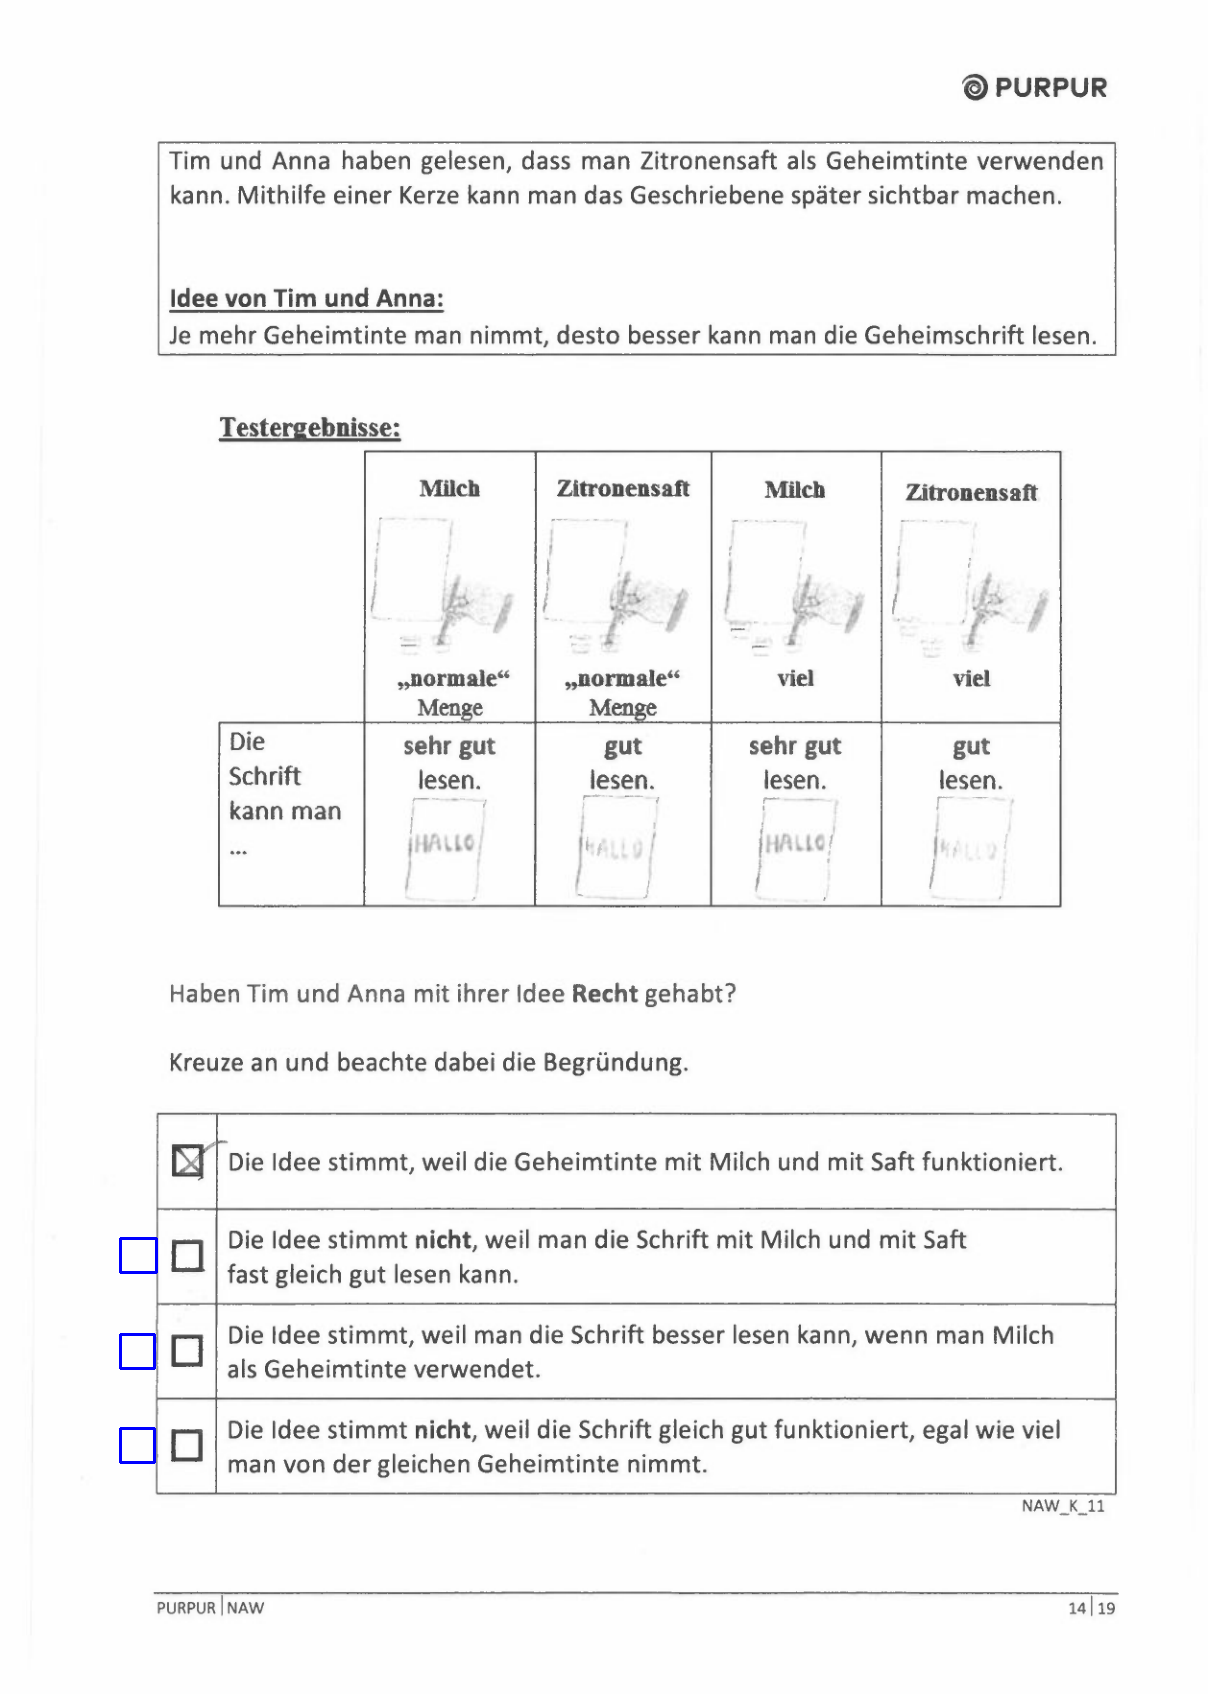 PURPUR
Tim und Anna haben gelesen, dass man Zitronensaft als Geheimtinte verwenden
kann. Mithilfe einer Kerze kann man das Geschriebene später sichtbar machen.
Idee von Tim und Anna:
Je mehr Geheimtinte man nimmt, desto besser kann man die Geheimschrift lesen.
Testergebnisse:
Milch Zitronensaft Milch Zitronensaft
„normale“ „normale“ viel viel
Menge Menge
Die sehr gut gut sehr gut gut
Schrift lesen. lesen. lesen. lesen.
kann man
HALLO HALLO HALLO HALLO
...
Haben Tim und Anna mit ihrer Idee Recht gehabt?
Kreuze an und beachte dabei die Begründung.
Die Idee stimmt, weil die Geheimtinte mit Milch und mit Saft funktioniert.
Die Idee stimmt nicht, weil man die Schrift mit Milch und mit Saft
fast gleich gut lesen kann.
Die Idee stimmt, weil man die Schrift besser lesen kann, wenn man Milch
als Geheimtinte verwendet.
Die Idee stimmt nicht, weil die Schrift gleich gut funktioniert, egal wie viel
man von der gleichen Geheimtinte nimmt.
NAW_K_11
PURPUR | NAW 14 | 19